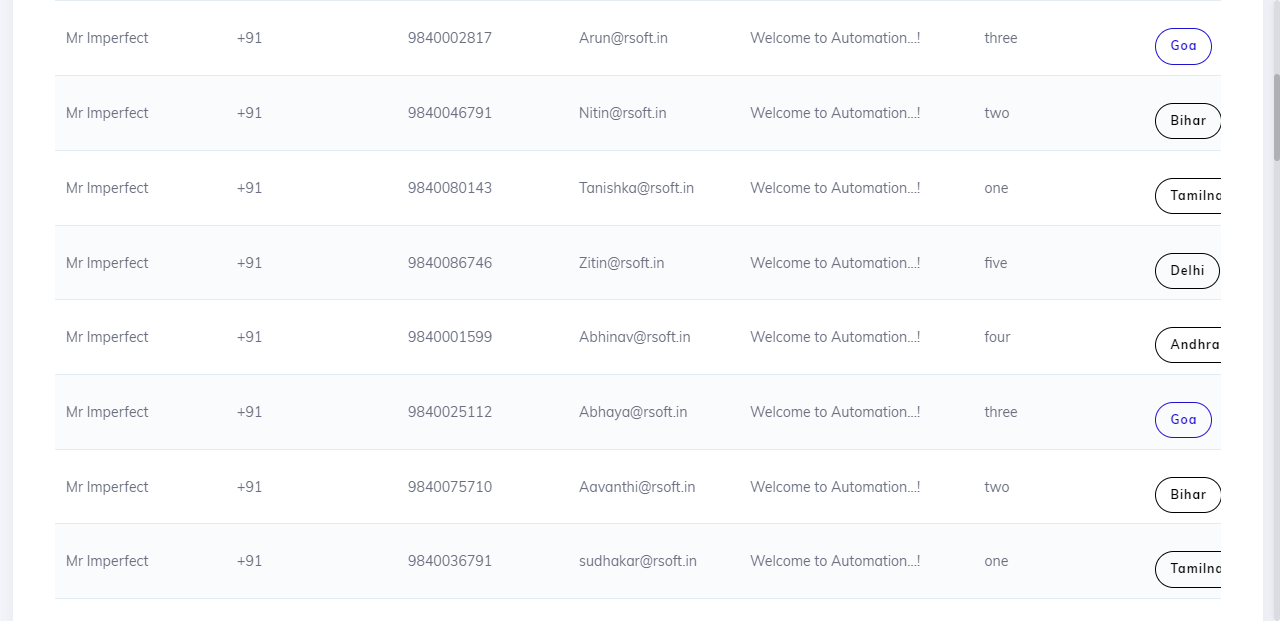 Mr Imperfect +91 9840002817 Arun@rsoft.in Welcome to Automation...! three Goa
Mr Imperfect +91 9840046791 Nitin@rsoft.in Welcome to Automation...! two Bihar
Mr Imperfect +91 9840080143 Tanishka@rsoft.in Welcome to Automation...! one
Mr Imperfect +91 9840086746 Zitin@rsoft.in Welcome to Automation...! five Delhi
Mr Imperfect +91 9840001599 Abhinav@rsoft.in Welcome to Automation...! four Andhra
Mr Imperfect +91 9840025112 Abhaya@rsoft.in Welcome to Automation...! three Goa
Mr Imperfect +91 9840075710 Aavanthi@rsoft.in Welcome to Automation...! two Bihar
Mr Imperfect +91 9840036791 sudhakar@rsoft.in Welcome to Automation...! one